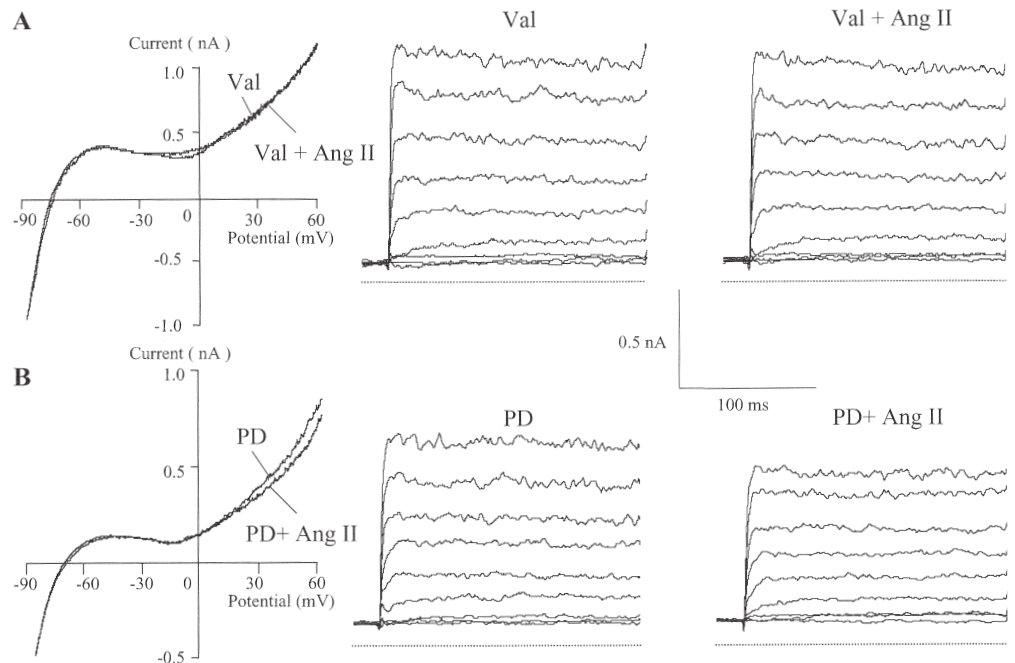 A
Val
Val + Ang II
Current ( nA )
1.0
Val
0.5
Val + Ang II
-90
-60
-30
0
30
60
Potential (mV)
-0.5
-1.0
0.5 nA
100 ms
B
Current ( nA )
1.0
PD
PD+ Ang II
PD
0.5
PD+ Ang II
-90
-60
-30
0
30
60
Potential (mV)
-0.5